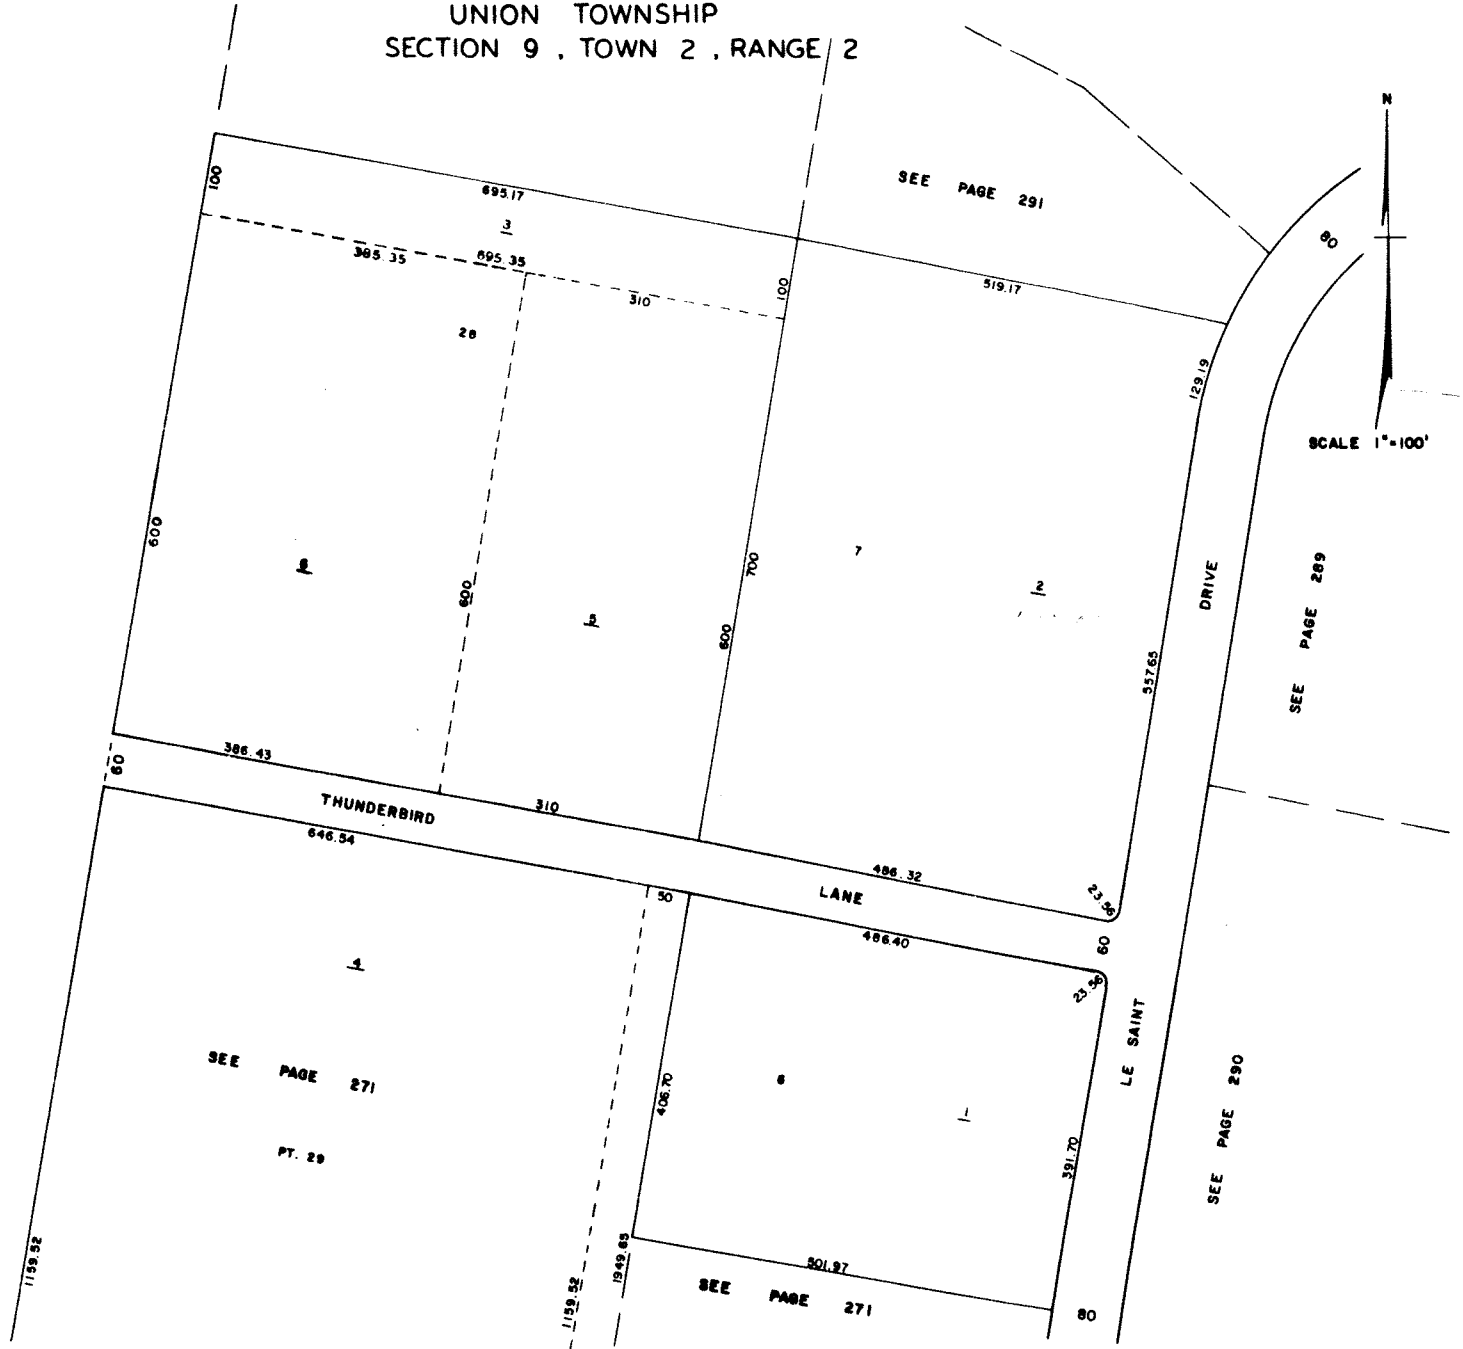 UNION TOWNSHIP
SECTION 9 , TOWN 2 , RANGE 2
N
100
695.17
SEE PAGE 291
80
3
385.35
695.35
310
100
519.17
28
129.19
SCALE 1"=100'
600
6
600
5
700
600
7
2
DRIVE
SEE PAGE 289
557.65
60
386.43
THUNDERBIRD
310
646.54
486.32
23.56
LANE
50
486.40
60
23.56
4
LE SAINT
SEE PAGE 271
6
406.70
1
SEE PAGE 290
PT. 29
391.70
1159.52
1949.65
501.97
1159.52
SEE PAGE 271
80